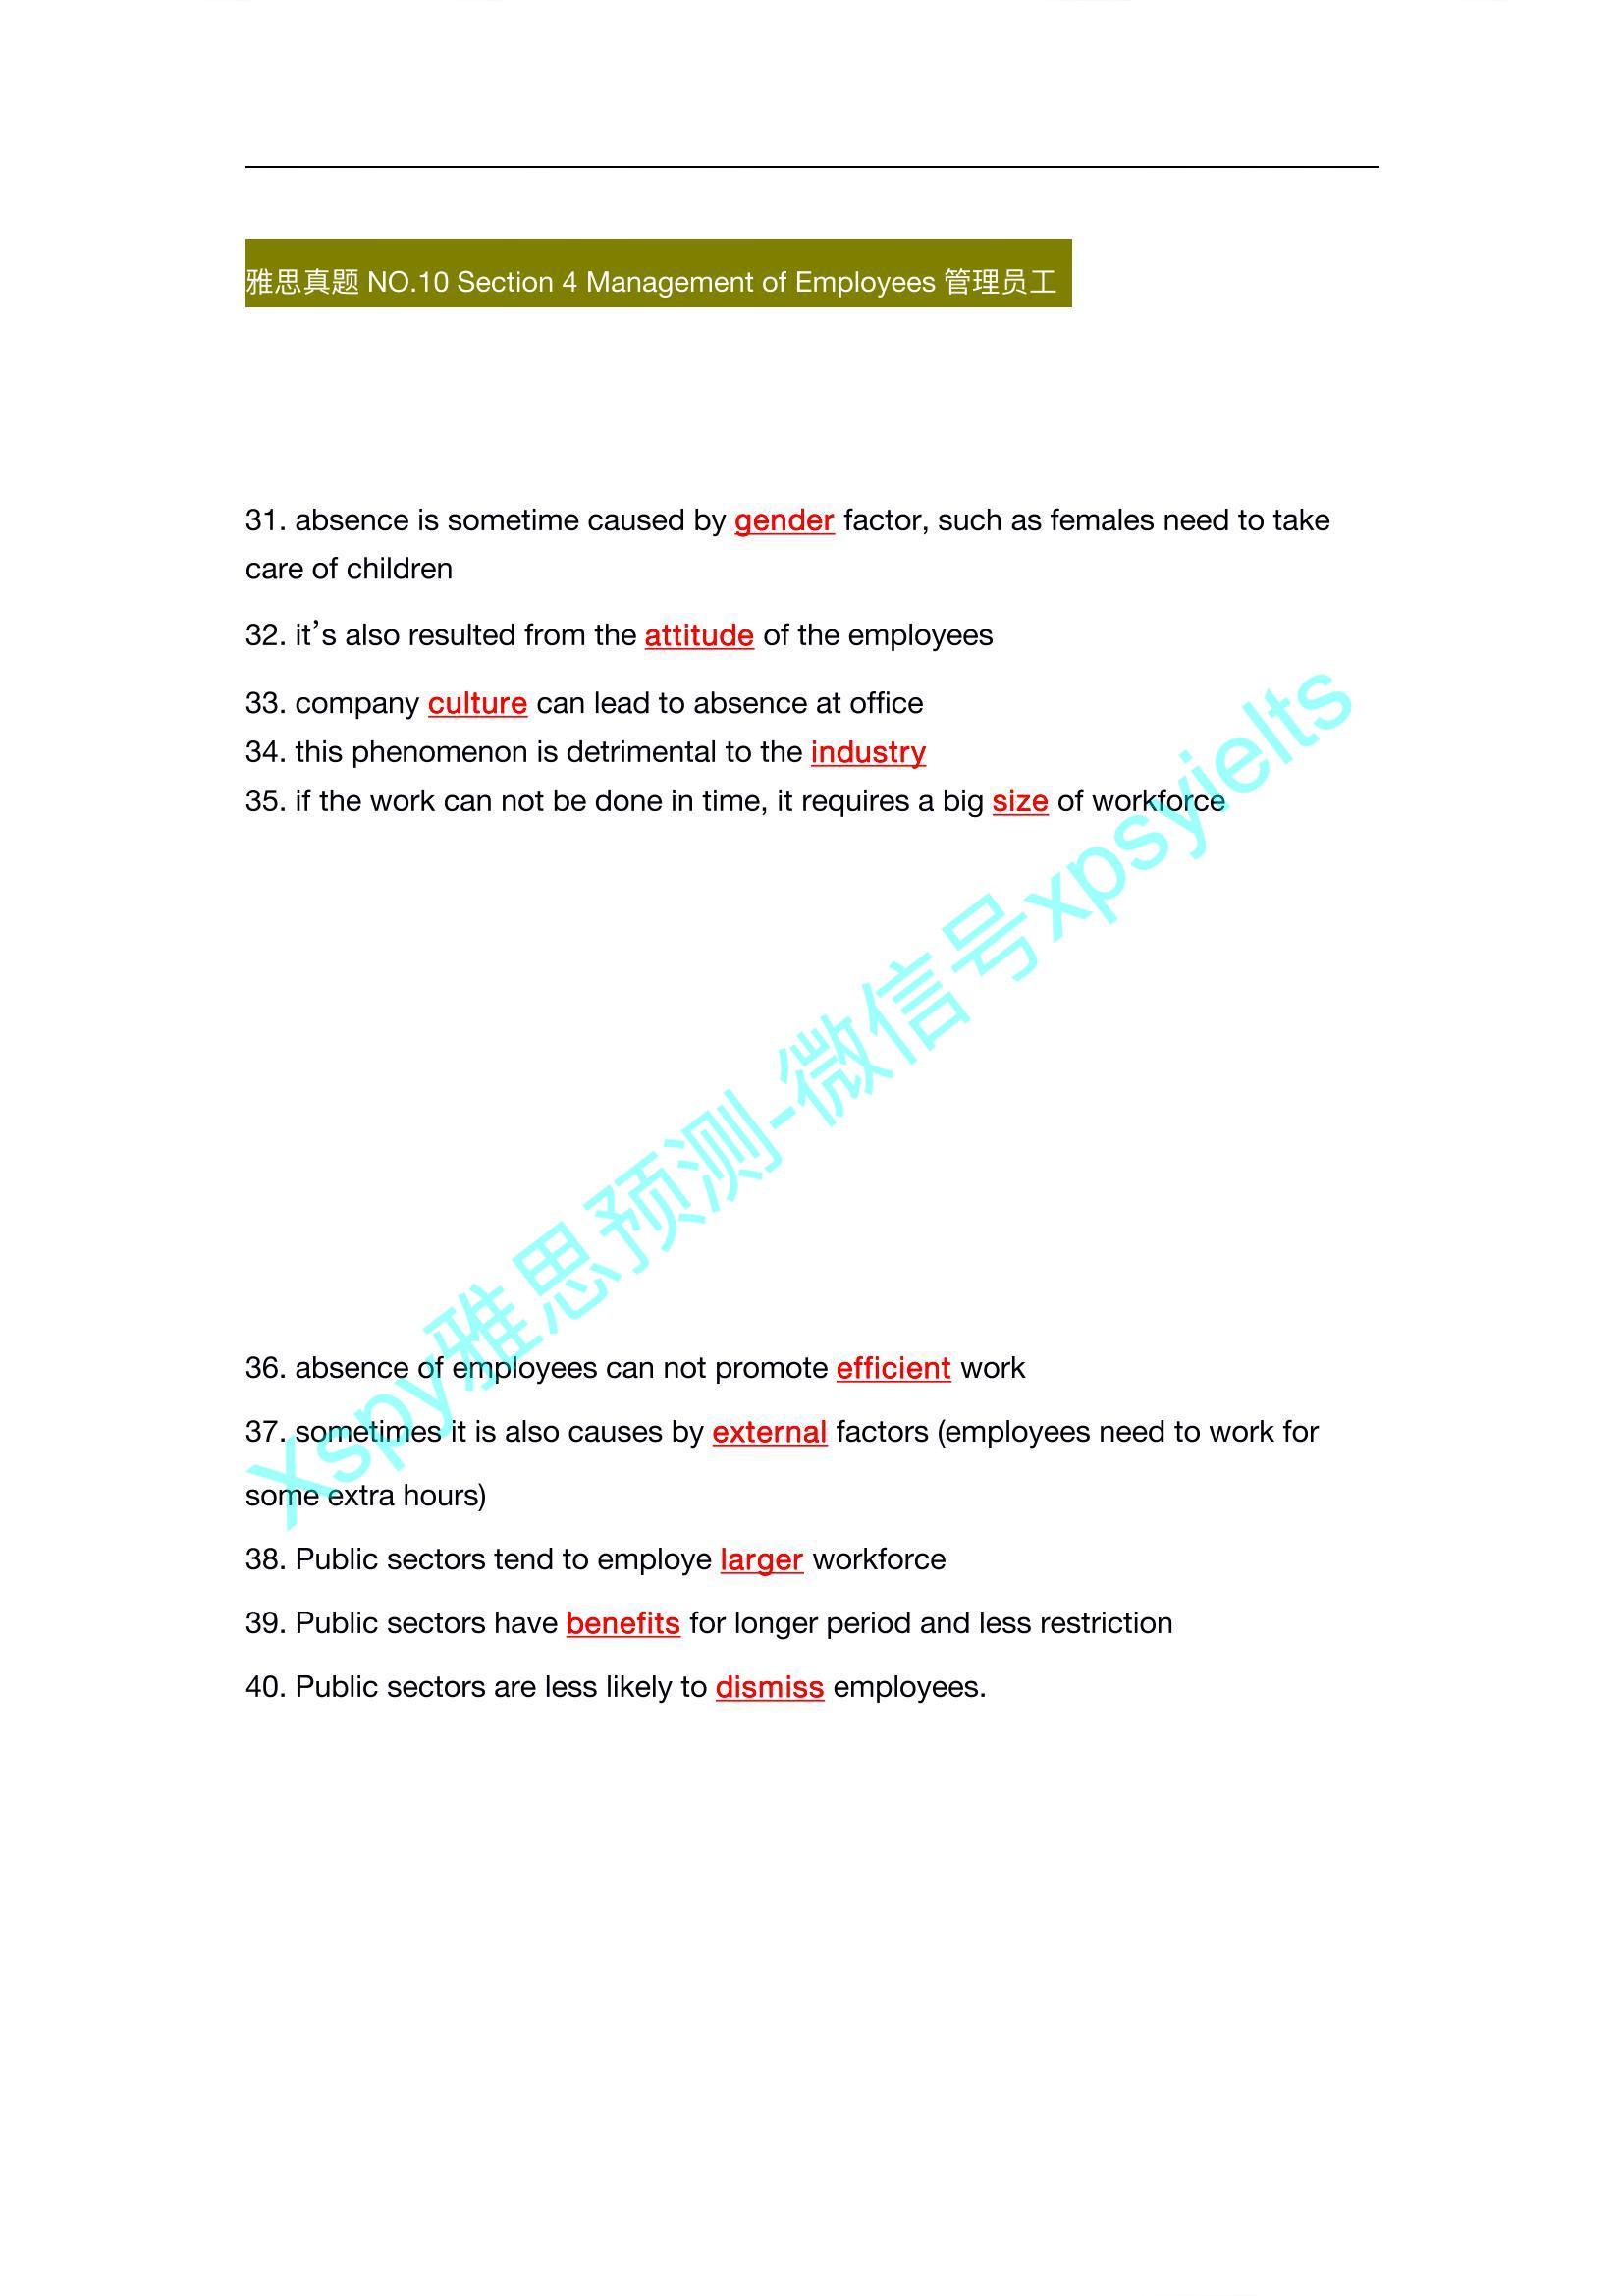 雅思真题 NO.10 Section 4 Management of Employees 管理员工
31. absence is sometime caused by gender factor, such as females need to take
care of children
32. it’s also resulted from the attitude of the employees
33. company culture can lead to absence at office
34. this phenomenon is detrimental to the industry
35. if the work can not be done in time, it requires a big size of workforce
Xspy雅思预测-微信号xpsyielts
36. absence of employees can not promote efficient work
37. sometimes it is also causes by external factors (employees need to work for
some extra hours)
38. Public sectors tend to employe larger workforce
39. Public sectors have benefits for longer period and less restriction
40. Public sectors are less likely to dismiss employees.